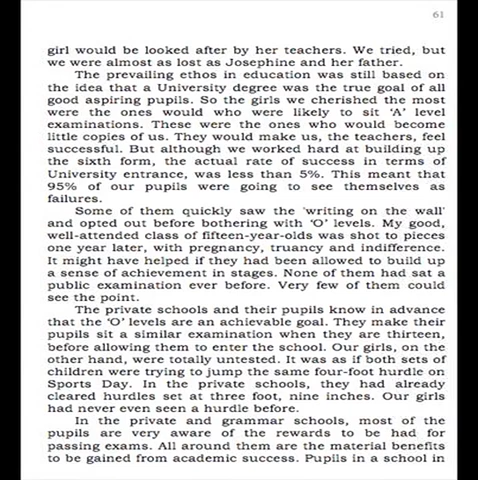 61
girl would be looked after by her teachers. We tried, but
we were almost as lost as Josephine and her father.
The prevailing ethos in education was still based on
the idea that a University degree was the true goal of all
good aspiring pupils. So the girls we cherished the most
were the ones would who were likely to sit 'A' level
examinations. These were the ones who would become
little copies of us. They would make us, the teachers, feel
successful. But although we worked hard at building up
the sixth form, the actual rate of success in terms of
University entrance, was less than 5%. This meant that
95% of our pupils were going to see themselves as
failures.
Some of them quickly saw the 'writing on the wall'
and opted out before bothering with 'O' levels. My good,
well-attended class of fifteen-year-olds was shot to pieces
one year later, with pregnancy, truancy and indifference.
It might have helped if they had been allowed to build up
a sense of achievement in stages. None of them had sat a
public examination ever before. Very few of them could
see the point.
The private schools and their pupils know in advance
that the 'O' levels are an achievable goal. They make their
pupils sit a similar examination when they are thirteen,
before allowing them to enter the school. Our girls, on the
other hand, were totally untested. It was as if both sets of
children were trying to jump the same four-foot hurdle on
Sports Day. In the private schools, they had already
cleared hurdles set at three foot, nine inches. Our girls
had never even seen a hurdle before.
In the private and grammar schools, most of the
pupils are very aware of the rewards to be had for
passing exams. All around them are the material benefits
to be gained from academic success. Pupils in a school in